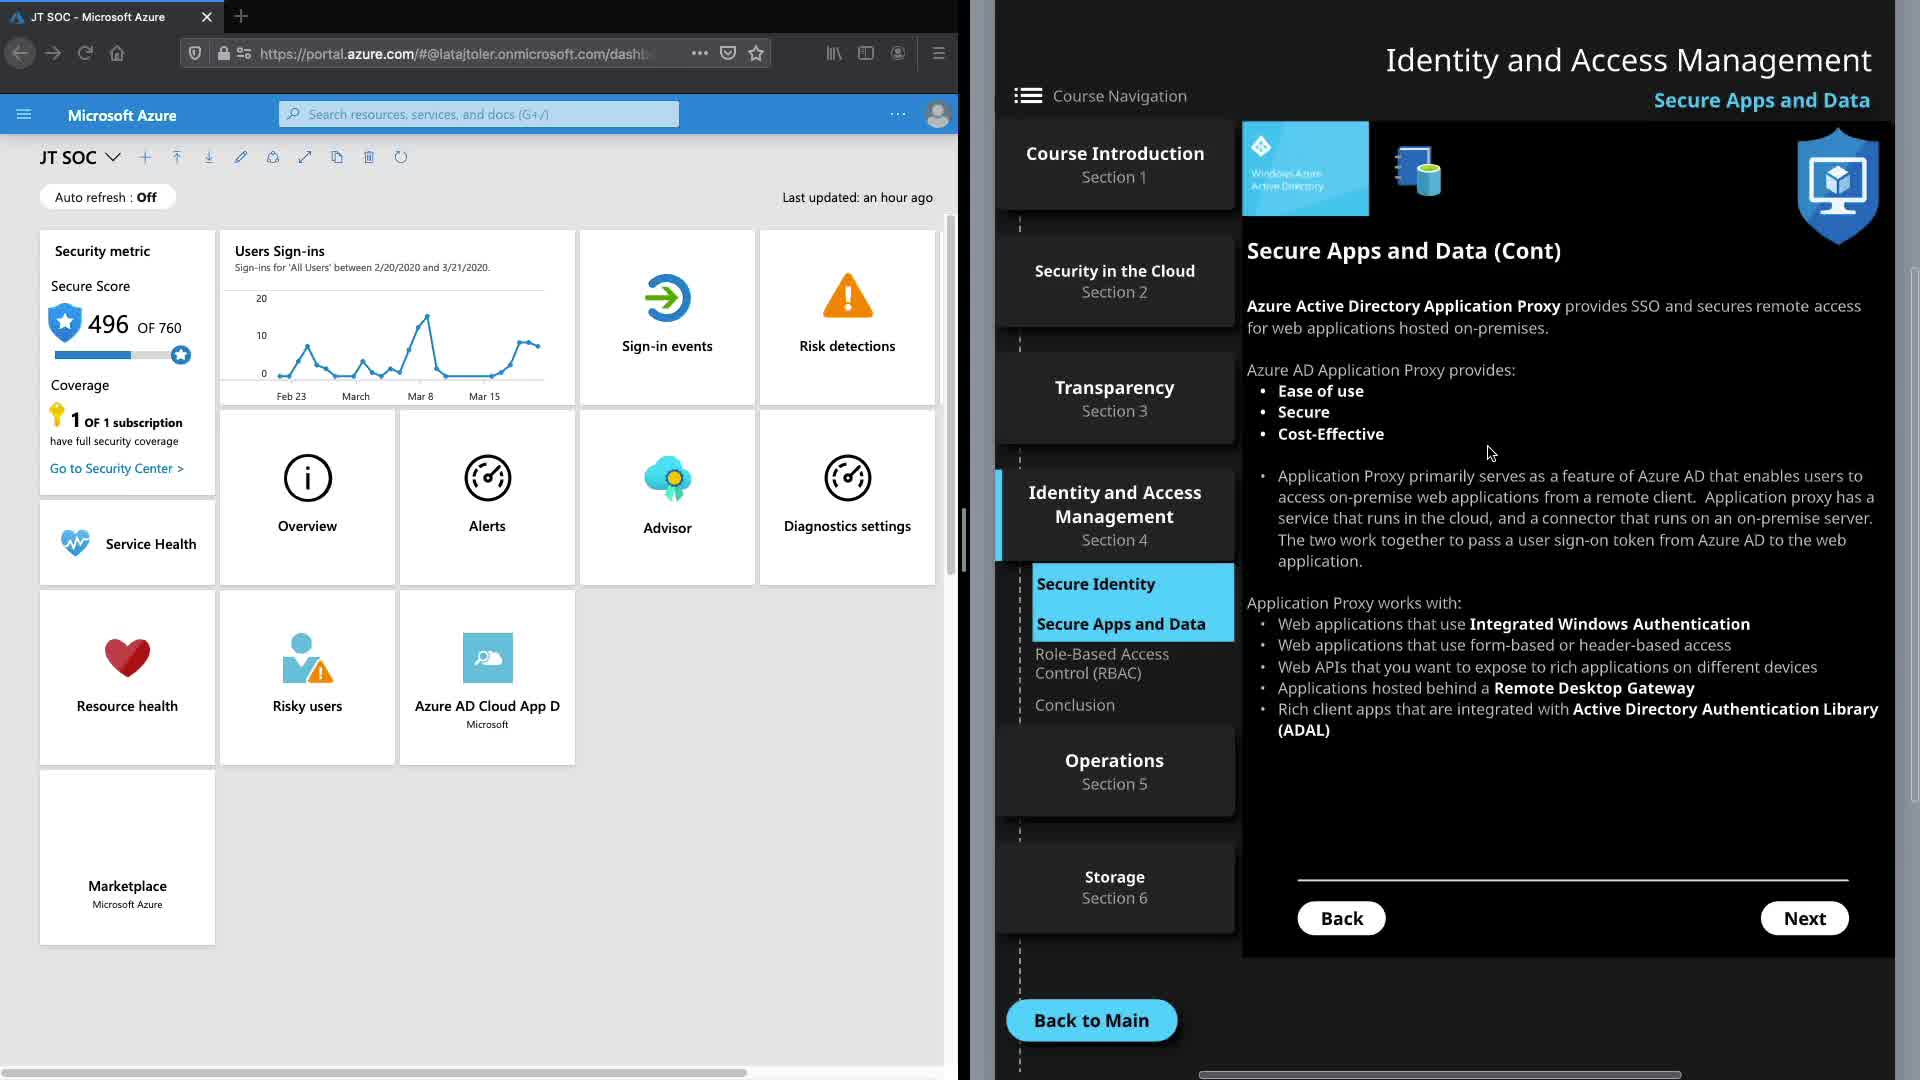 JT SOC - Microsoft Azure
https://portal.azure.com/#@latajtoler.onmicrosoft.com/dashb
Microsoft Azure
Search resources, services, and docs (G+/)
JT SOC
Auto refresh : Off
Last updated: an hour ago
Security metric
Secure Score
496 OF 760
Coverage
1 OF 1 subscription
have full security coverage
Go to Security Center >
Users Sign-ins
Sign-ins for 'All Users' between 2/20/2020 and 3/21/2020.
20
10
0
Feb 23 March Mar 8 Mar 15
Sign-in events
Risk detections
Service Health
Overview
Alerts
Advisor
Diagnostics settings
Resource health
Risky users
Azure AD Cloud App D
Microsoft
Marketplace
Microsoft Azure
Identity and Access Management
Secure Apps and Data
Course Navigation
Course Introduction
Section 1
Security in the Cloud
Section 2
Transparency
Section 3
Identity and Access
Management
Section 4
Secure Identity
Secure Apps and Data
Role-Based Access
Control (RBAC)
Conclusion
Operations
Section 5
Storage
Section 6
Back to Main
Windows Azure
Active Directory
Secure Apps and Data (Cont)
Azure Active Directory Application Proxy provides SSO and secures remote access
for web applications hosted on-premises.
Azure AD Application Proxy provides:
• Ease of use
• Secure
• Cost-Effective
• Application Proxy primarily serves as a feature of Azure AD that enables users to
access on-premise web applications from a remote client. Application proxy has a
service that runs in the cloud, and a connector that runs on an on-premise server.
The two work together to pass a user sign-on token from Azure AD to the web
application.
Application Proxy works with:
• Web applications that use Integrated Windows Authentication
• Web applications that use form-based or header-based access
• Web APIs that you want to expose to rich applications on different devices
• Applications hosted behind a Remote Desktop Gateway
• Rich client apps that are integrated with Active Directory Authentication Library
(ADAL)
Back
Next